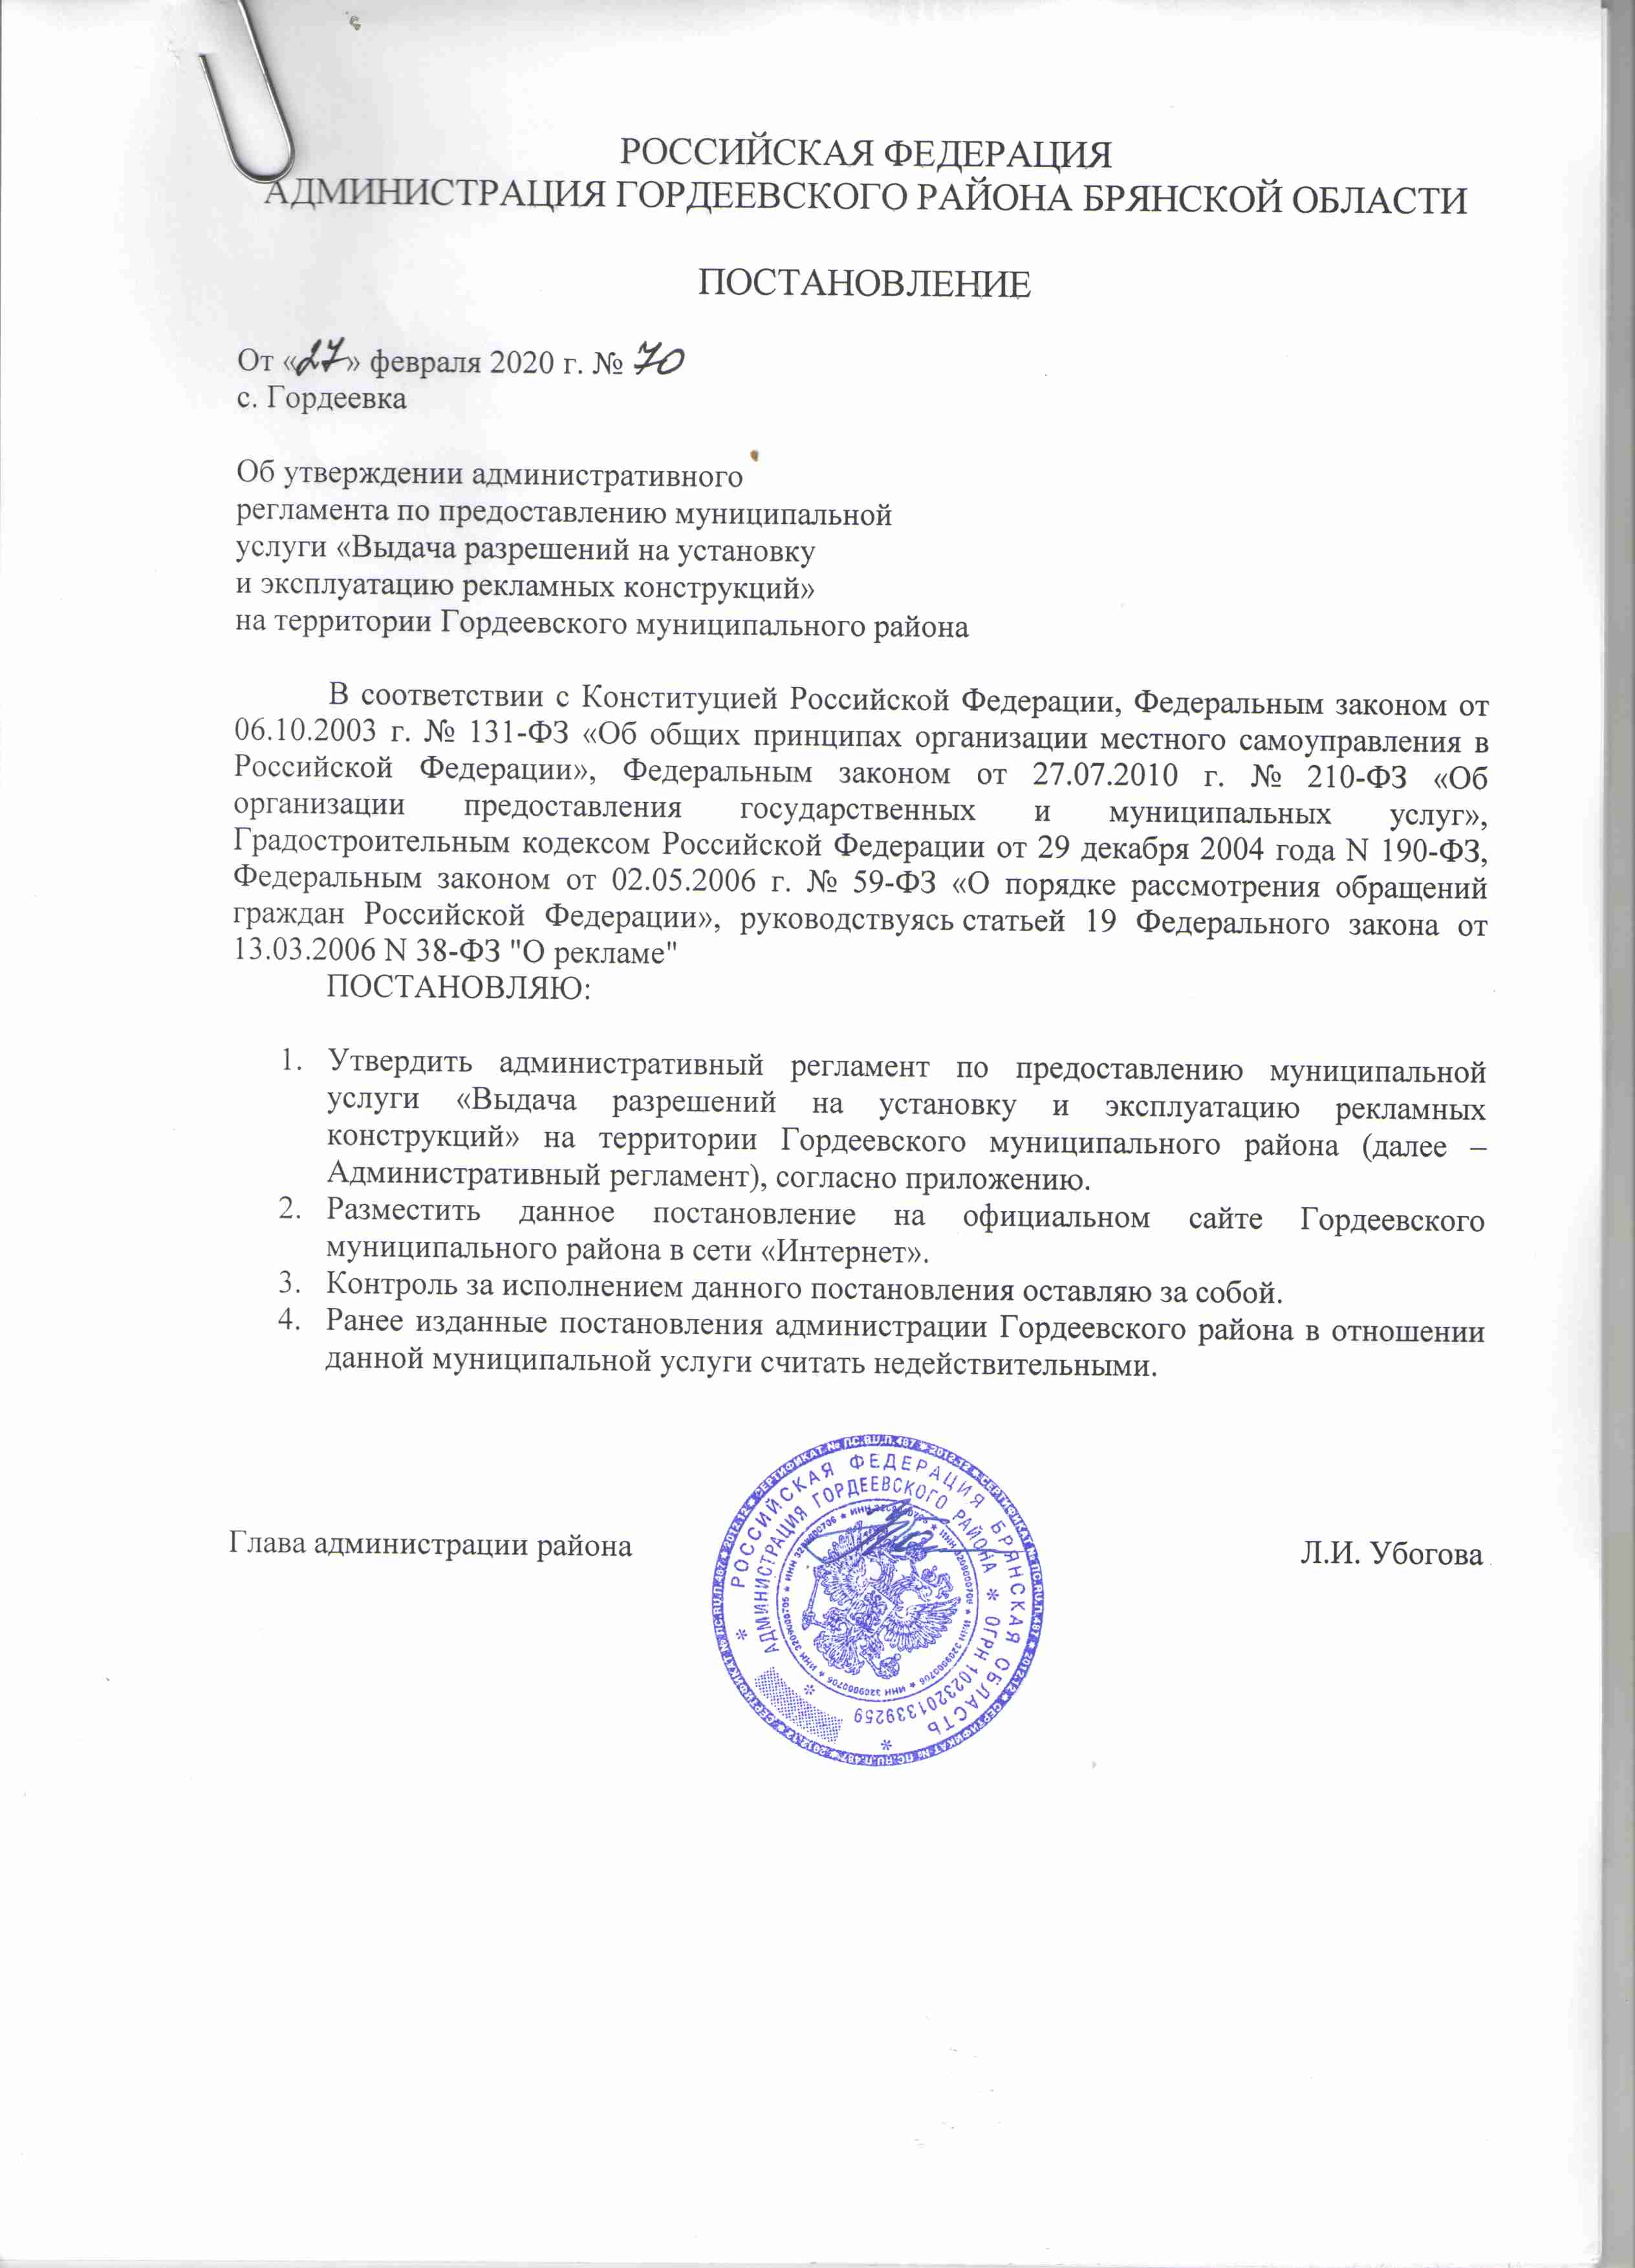 РОССИЙСКАЯ ФЕДЕРАЦИЯ
АДМИНИСТРАЦИЯ ГОРДЕЕВСКОГО РАЙОНА БРЯНСКОЙ ОБЛАСТИ
ПОСТАНОВЛЕНИЕ
От «27» февраля 2020 г. № 70
с. Гордеевка
Об утверждении административного
регламента по предоставлению муниципальной
услуги «Выдача разрешений на установку
и эксплуатацию рекламных конструкций»
на территории Гордеевского муниципального района
В соответствии с Конституцией Российской Федерации, Федеральным законом от
06.10.2003 г. № 131-ФЗ «Об общих принципах организации местного самоуправления в
Российской Федерации», Федеральным законом от 27.07.2010 г. № 210-ФЗ «Об
организации предоставления государственных и муниципальных услуг»,
Градостроительным кодексом Российской Федерации от 29 декабря 2004 года N 190-ФЗ,
Федеральным законом от 02.05.2006 г. № 59-ФЗ «О порядке рассмотрения обращений
граждан Российской Федерации», руководствуясь статьей 19 Федерального закона от
13.03.2006 N 38-ФЗ "О рекламе"
ПОСТАНОВЛЯЮ:
1. Утвердить административный регламент по предоставлению муниципальной
услуги «Выдача разрешений на установку и эксплуатацию рекламных
конструкций» на территории Гордеевского муниципального района (далее –
Административный регламент), согласно приложению.
2. Разместить данное постановление на официальном сайте Гордеевского
муниципального района в сети «Интернет».
3. Контроль за исполнением данного постановления оставляю за собой.
4. Ранее изданные постановления администрации Гордеевского района в отношении
данной муниципальной услуги считать недействительными.
Глава администрации района
Л.И. Убогова
СЕРТИФИКАТ № ПС.RU.П.487 * 2012.12 *
* РОССИЙСКАЯ ФЕДЕРАЦИЯ БРЯНСКАЯ ОБЛАСТЬ *
АДМИНИСТРАЦИЯ ГОРДЕЕВСКОГО РАЙОНА * ОГРН 1023201339259 *
ИНН 3209000706 *